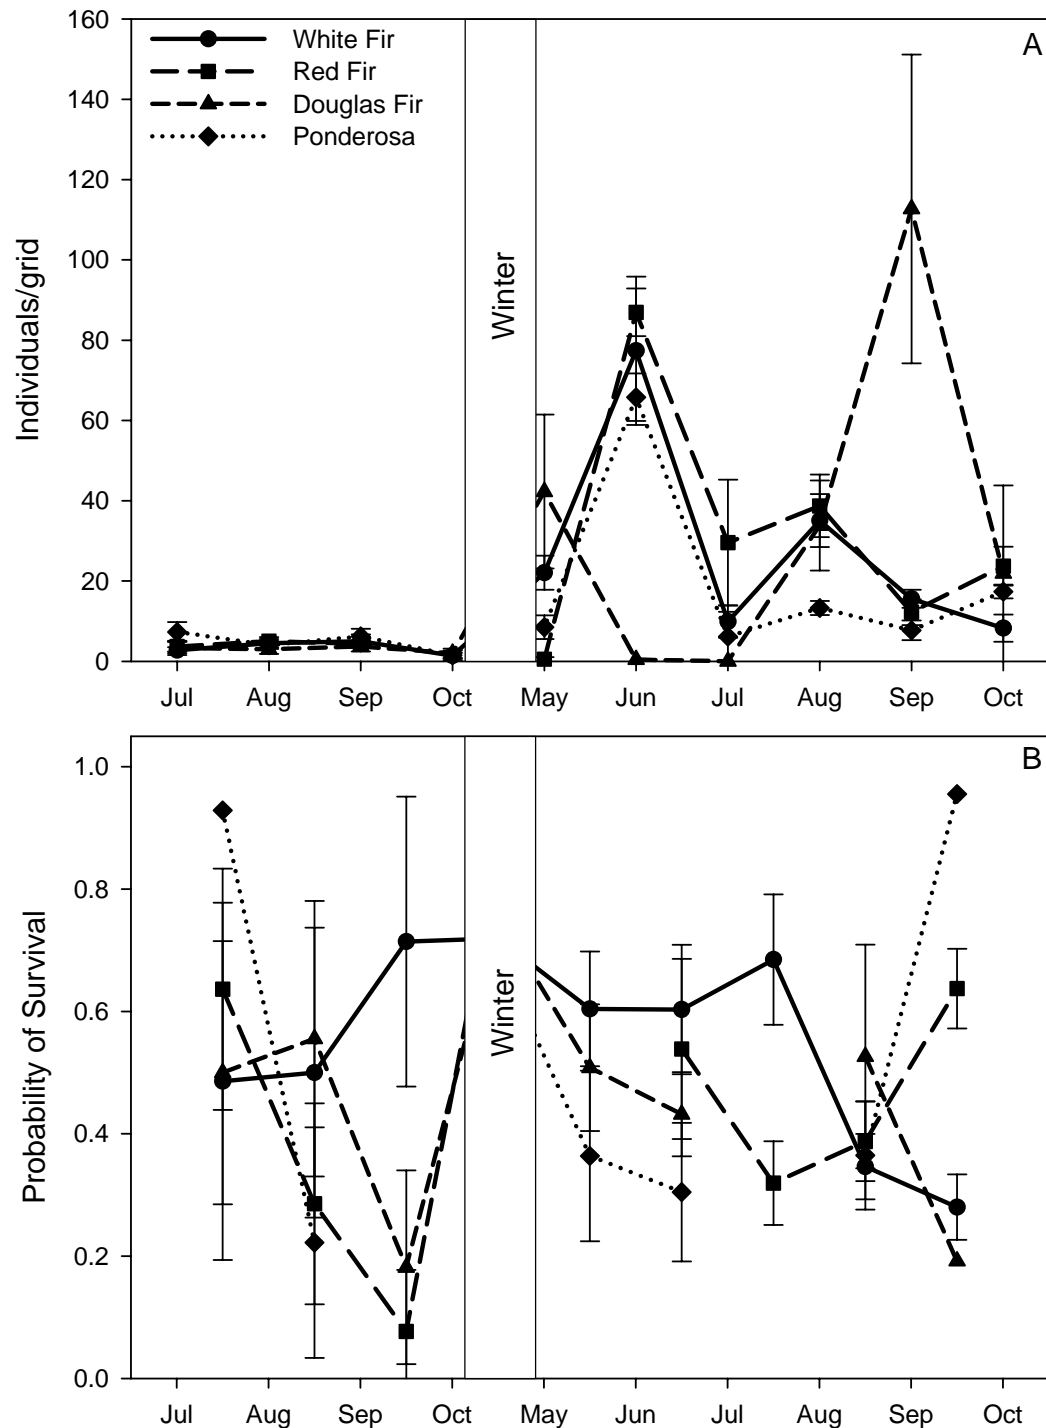 160
140
120
100
80
60
40
20
0
Individuals/grid
White Fir
Red Fir
Douglas Fir
Ponderosa
A
Winter
Jul Aug Sep Oct May Jun Jul Aug Sep Oct
1.0
0.8
0.6
0.4
0.2
0.0
Probability of Survival
B
Winter
Jul Aug Sep Oct May Jun Jul Aug Sep Oct